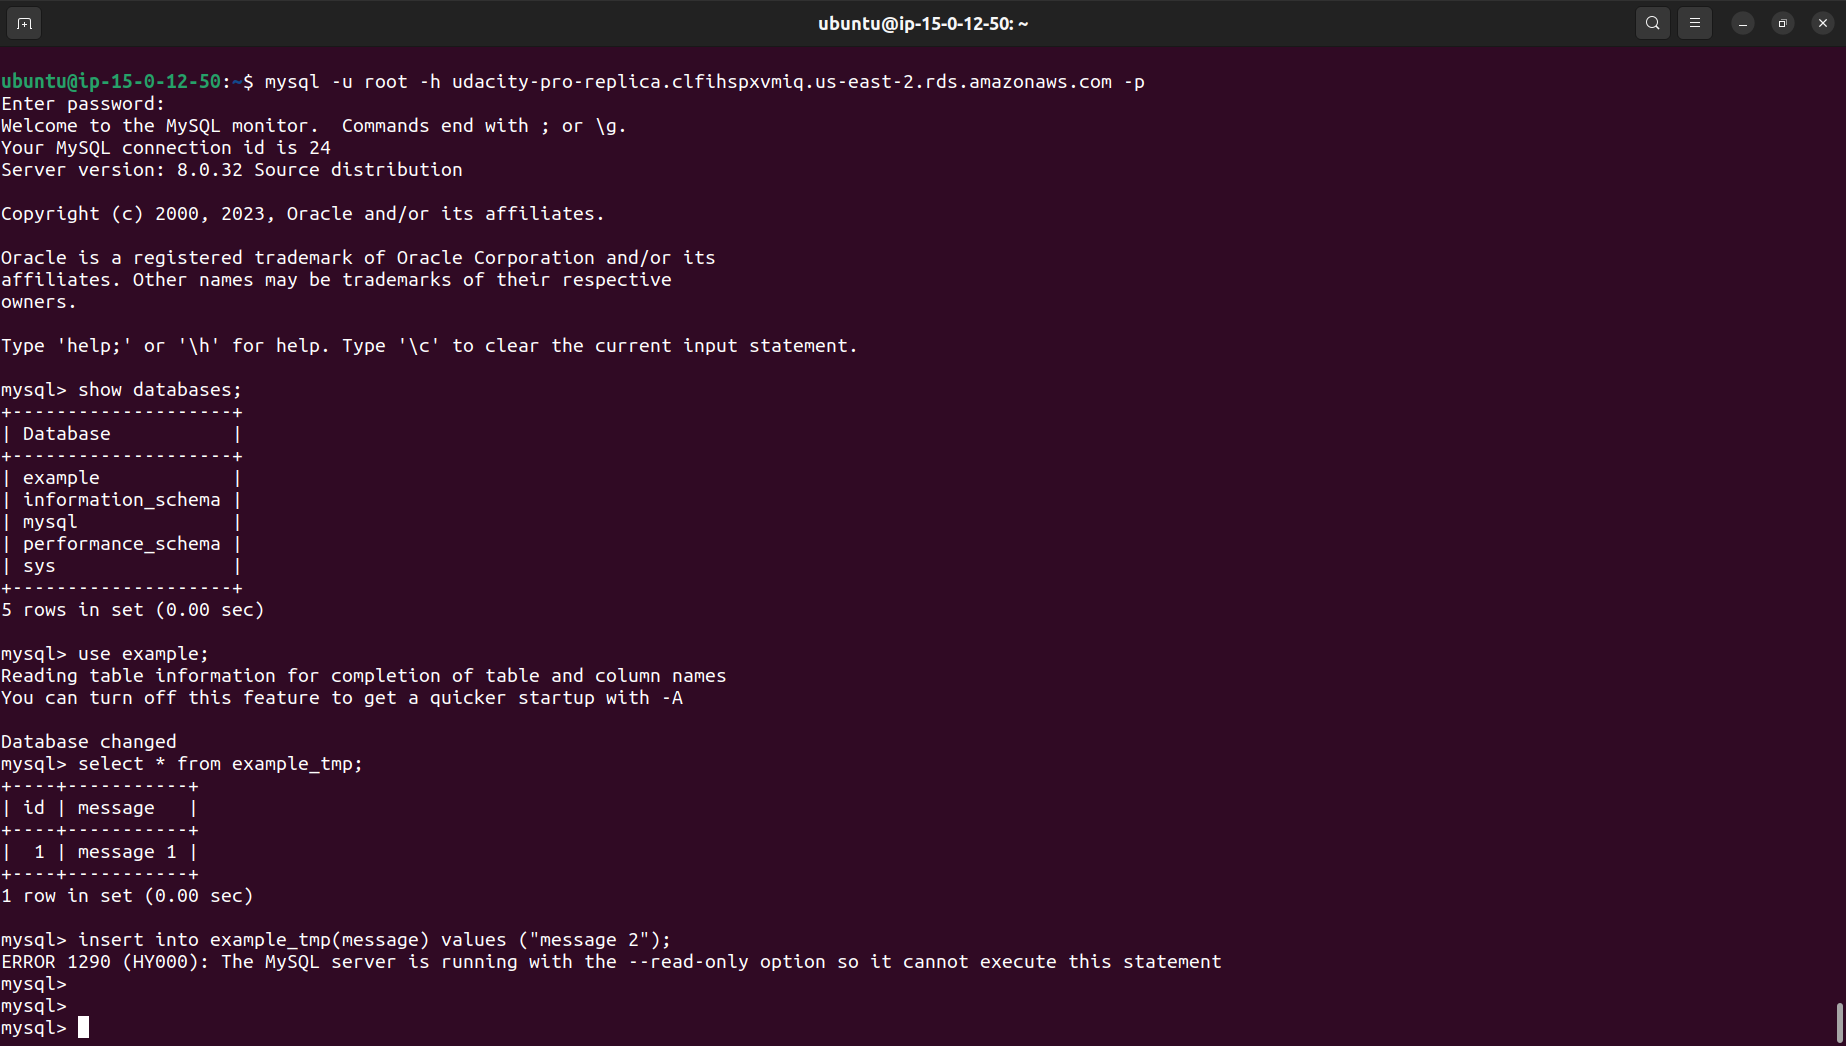 ubuntu@ip-15-0-12-50: ~
ubuntu@ip-15-0-12-50:~$ mysql -u root -h udacity-pro-replica.clfihspxvmiq.us-east-2.rds.amazonaws.com -p
Enter password:
Welcome to the MySQL monitor.  Commands end with ; or \g.
Your MySQL connection id is 24
Server version: 8.0.32 Source distribution

Copyright (c) 2000, 2023, Oracle and/or its affiliates.

Oracle is a registered trademark of Oracle Corporation and/or its
affiliates. Other names may be trademarks of their respective
owners.

Type 'help;' or '\h' for help. Type '\c' to clear the current input statement.

mysql> show databases;
+--------------------+
| Database           |
+--------------------+
| example            |
| information_schema |
| mysql              |
| performance_schema |
| sys                |
+--------------------+
5 rows in set (0.00 sec)

mysql> use example;
Reading table information for completion of table and column names
You can turn off this feature to get a quicker startup with -A

Database changed
mysql> select * from example_tmp;
+----+-----------+
| id | message   |
+----+-----------+
|  1 | message 1 |
+----+-----------+
1 row in set (0.00 sec)

mysql> insert into example_tmp(message) values ("message 2");
ERROR 1290 (HY000): The MySQL server is running with the --read-only option so it cannot execute this statement
mysql>
mysql>
mysql>